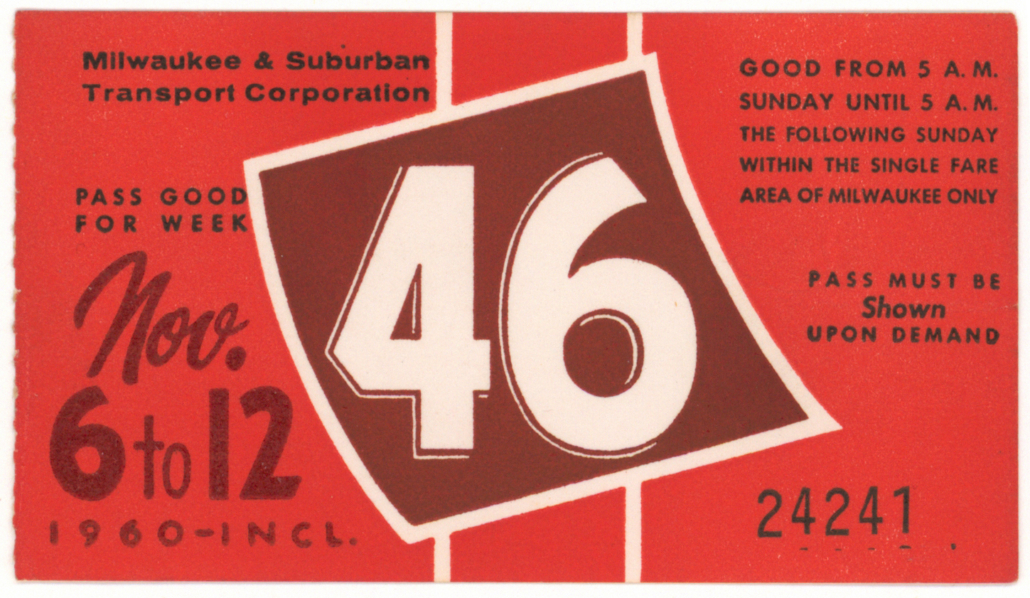 Milwaukee & Suburban
Transport Corporation
PASS GOOD
FOR WEEK
Nov.
6 to 12
1960-INCL.
46
GOOD FROM 5 A.M.
SUNDAY UNTIL 5 A.M.
THE FOLLOWING SUNDAY
WITHIN THE SINGLE FARE
AREA OF MILWAUKEE ONLY
PASS MUST BE
Shown
UPON DEMAND
24241